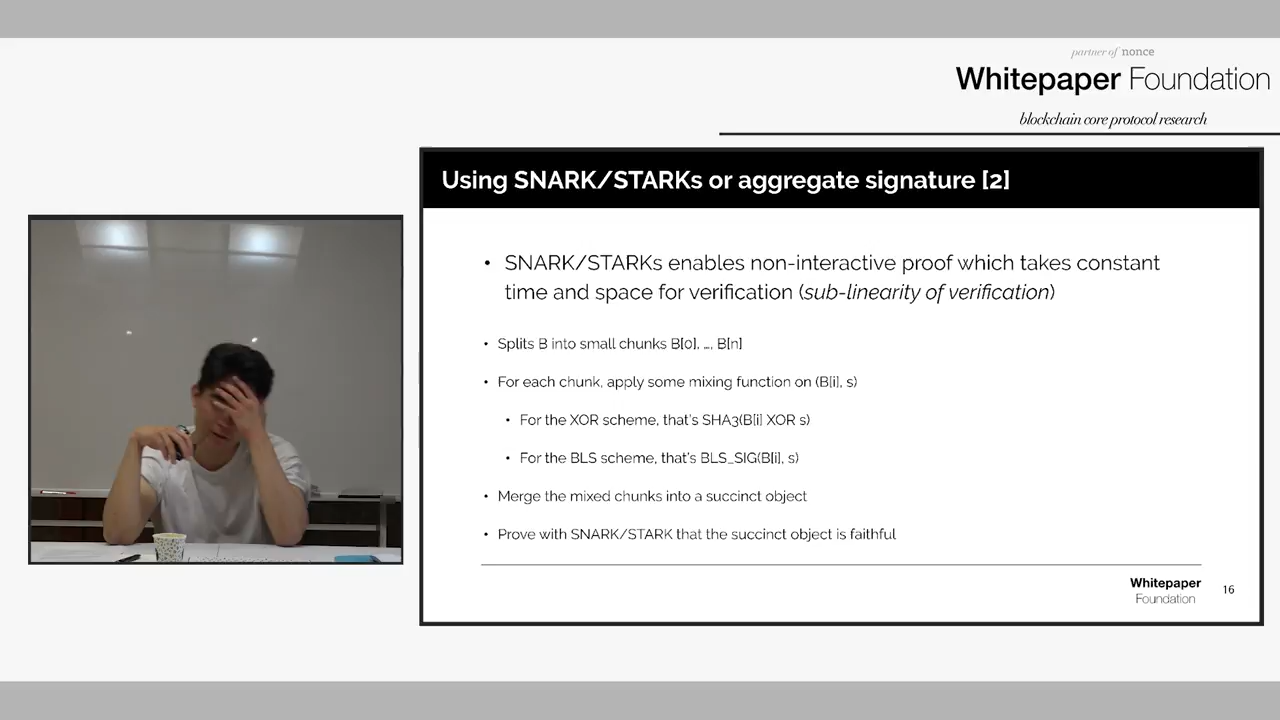 partner of nonce
Whitepaper Foundation
blockchain core protocol research
Using SNARK/STARKs or aggregate signature [2]
• SNARK/STARKs enables non-interactive proof which takes constant
time and space for verification (sub-linearity of verification)
• Splits B into small chunks B[0], …, B[n]
• For each chunk, apply some mixing function on (B[i], s)
• For the XOR scheme, that's SHA3(B[i] XOR s)
• For the BLS scheme, that's BLS_SIG(B[i], s)
• Merge the mixed chunks into a succinct object
• Prove with SNARK/STARK that the succinct object is faithful
Whitepaper
Foundation
16